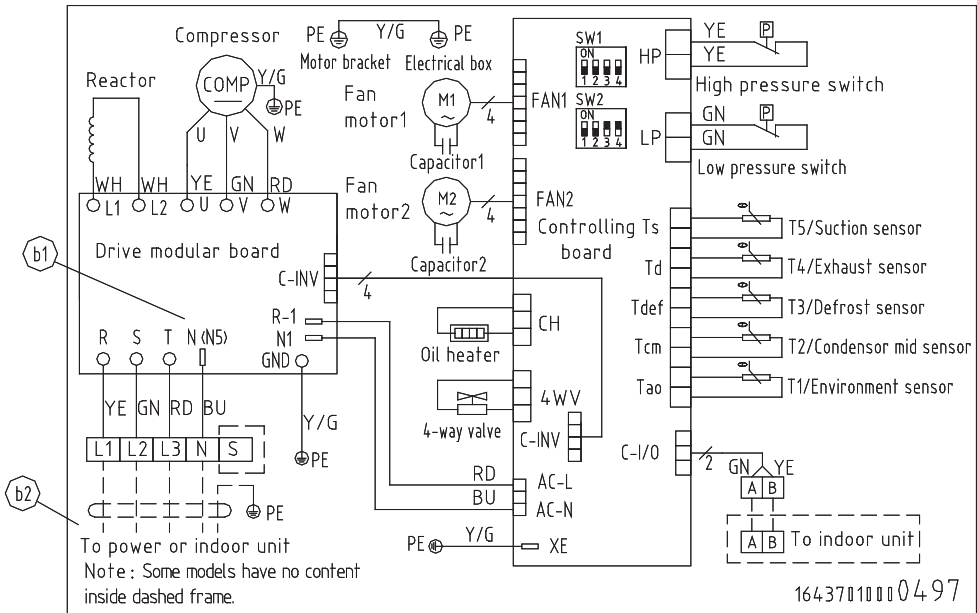 Compressor
Reactor
COMP
Y/G
PE
U
V
W
WH
WH
YE
GN
RD
L1
L2
U
V
W
Drive modular board
b1
C-INV
4
R-1
N1
R
S
T
N (N5)
GND
YE
GN
RD
BU
Y/G
PE
L1
L2
L3
N
S
b2
PE
To power or indoor unit
Note: Some models have no content
inside dashed frame.
PE
Y/G
PE
Motor bracket
Electrical box
Fan
motor1
M1
~
4
Capacitor1
Fan
motor2
M2
~
4
Capacitor2
Oil heater
4-way valve
RD
BU
PE
Y/G
FAN1
FAN2
Controlling
board
CH
4WV
C-INV
AC-L
AC-N
XE
SW1
ON
1 2 3 4
SW2
ON
1 2 3 4
HP
YE
YE
P
High pressure switch
LP
GN
GN
P
Low pressure switch
Ts
T5/Suction sensor
Td
T4/Exhaust sensor
Tdef
T3/Defrost sensor
Tcm
T2/Condensor mid sensor
Tao
T1/Environment sensor
C-I/O
2
GN
YE
A B
A B
To indoor unit
16437010000497